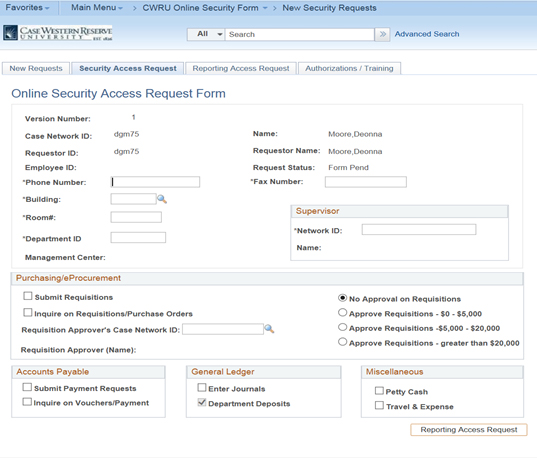 Favorites Main Menu > CWRU Online Security Form > New Security Requests
CASE WESTERN RESERVE
UNIVERSITY EST. 1826
All Search Advanced Search
New Requests Security Access Request Reporting Access Request Authorizations / Training
Online Security Access Request Form
Version Number: 1
Case Network ID: dgm75 Name: Moore,Deonna
Requestor ID: dgm75 Requestor Name: Moore,Deonna
Employee ID: Request Status: Form Pend
*Phone Number: *Fax Number:
*Building:
Supervisor
*Room#:
*Network ID:
*Department ID
Name:
Management Center:
Purchasing/eProcurement
Submit Requisitions No Approval on Requisitions
Inquire on Requisitions/Purchase Orders Approve Requisitions - $0 - $5,000
Requisition Approver's Case Network ID: Approve Requisitions -$5,000 - $20,000
Requisition Approver (Name): Approve Requisitions - greater than $20,000
Accounts Payable General Ledger Miscellaneous
Submit Payment Requests Enter Journals Petty Cash
Inquire on Vouchers/Payment Department Deposits Travel & Expense
Reporting Access Request